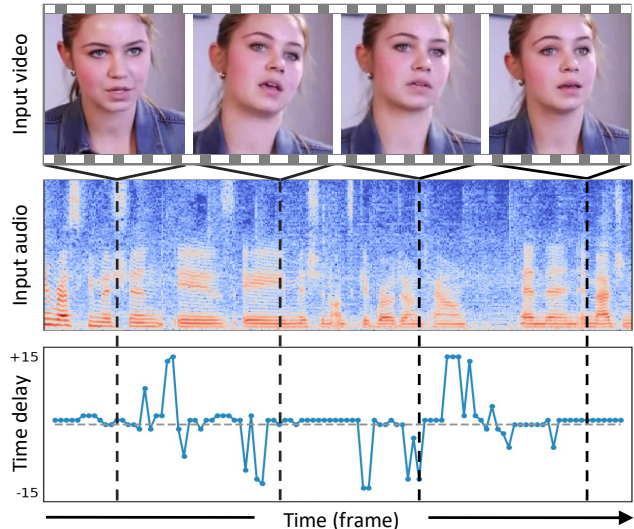 Input video
Input audio
+15
Time delay
-15
Time (frame)